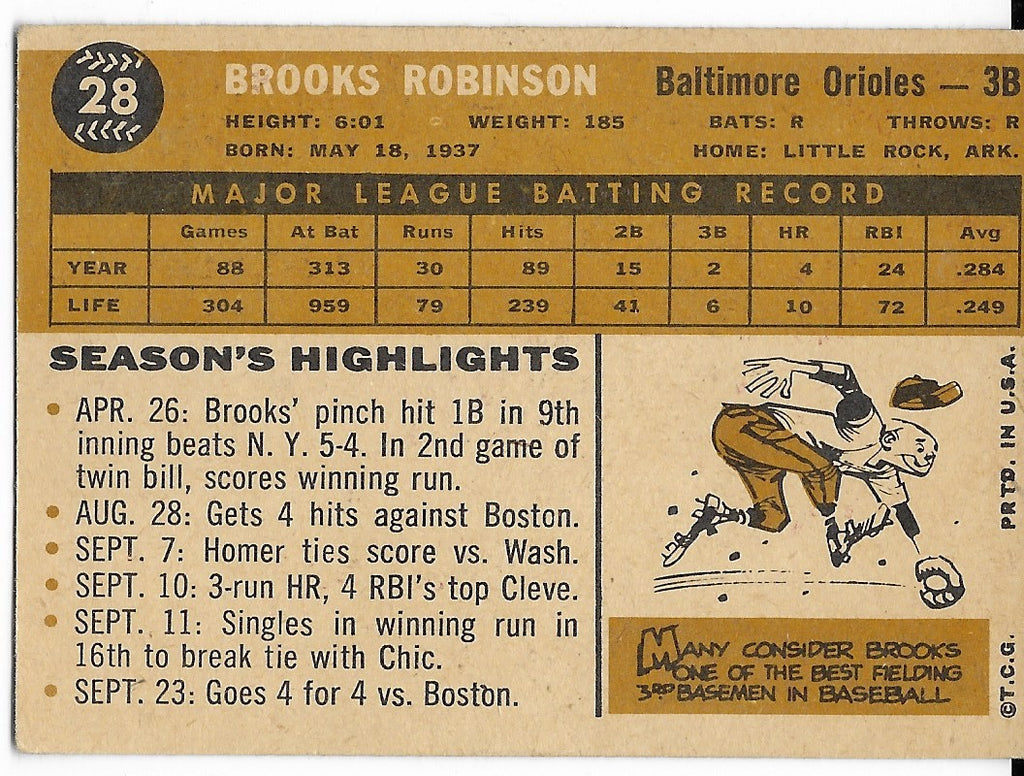 28
BROOKS ROBINSON Baltimore Orioles — 3B
HEIGHT: 6:01 WEIGHT: 185 BATS: R THROWS: R
BORN: MAY 18, 1937 HOME: LITTLE ROCK, ARK.
MAJOR LEAGUE BATTING RECORD
Games At Bat Runs Hits 2B 3B HR RBI Avg
YEAR 88 313 30 89 15 2 4 24 .284
LIFE 304 959 79 239 41 6 10 72 .249
SEASON'S HIGHLIGHTS
• APR. 26: Brooks' pinch hit 1B in 9th
inning beats N. Y. 5-4. In 2nd game of
twin bill, scores winning run.
• AUG. 28: Gets 4 hits against Boston.
• SEPT. 7: Homer ties score vs. Wash.
• SEPT. 10: 3-run HR, 4 RBI's top Cleve.
• SEPT. 11: Singles in winning run in
16th to break tie with Chic.
• SEPT. 23: Goes 4 for 4 vs. Boston.
MANY CONSIDER BROOKS
ONE OF THE BEST FIELDING
3RD BASEMEN IN BASEBALL
©T.C.G. PRTD. IN U.S.A.